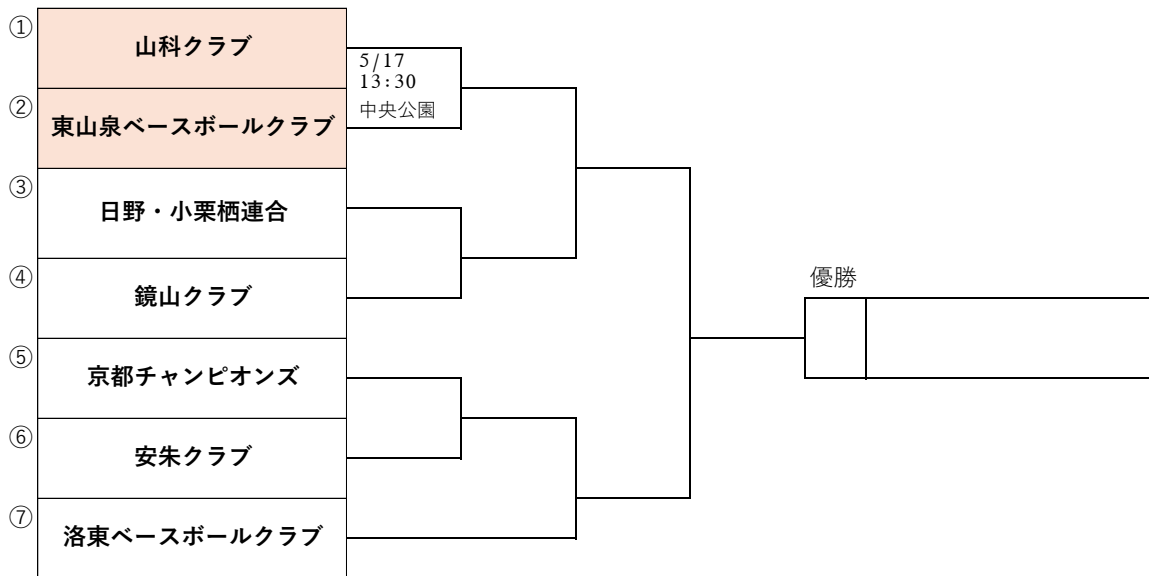 ①
山科クラブ
5/17
13:30
中央公園
②
東山泉ベースボールクラブ
③
日野・小栗栖連合
④
鏡山クラブ
優勝
⑤
京都チャンピオンズ
⑥
安朱クラブ
⑦
洛東ベースボールクラブ